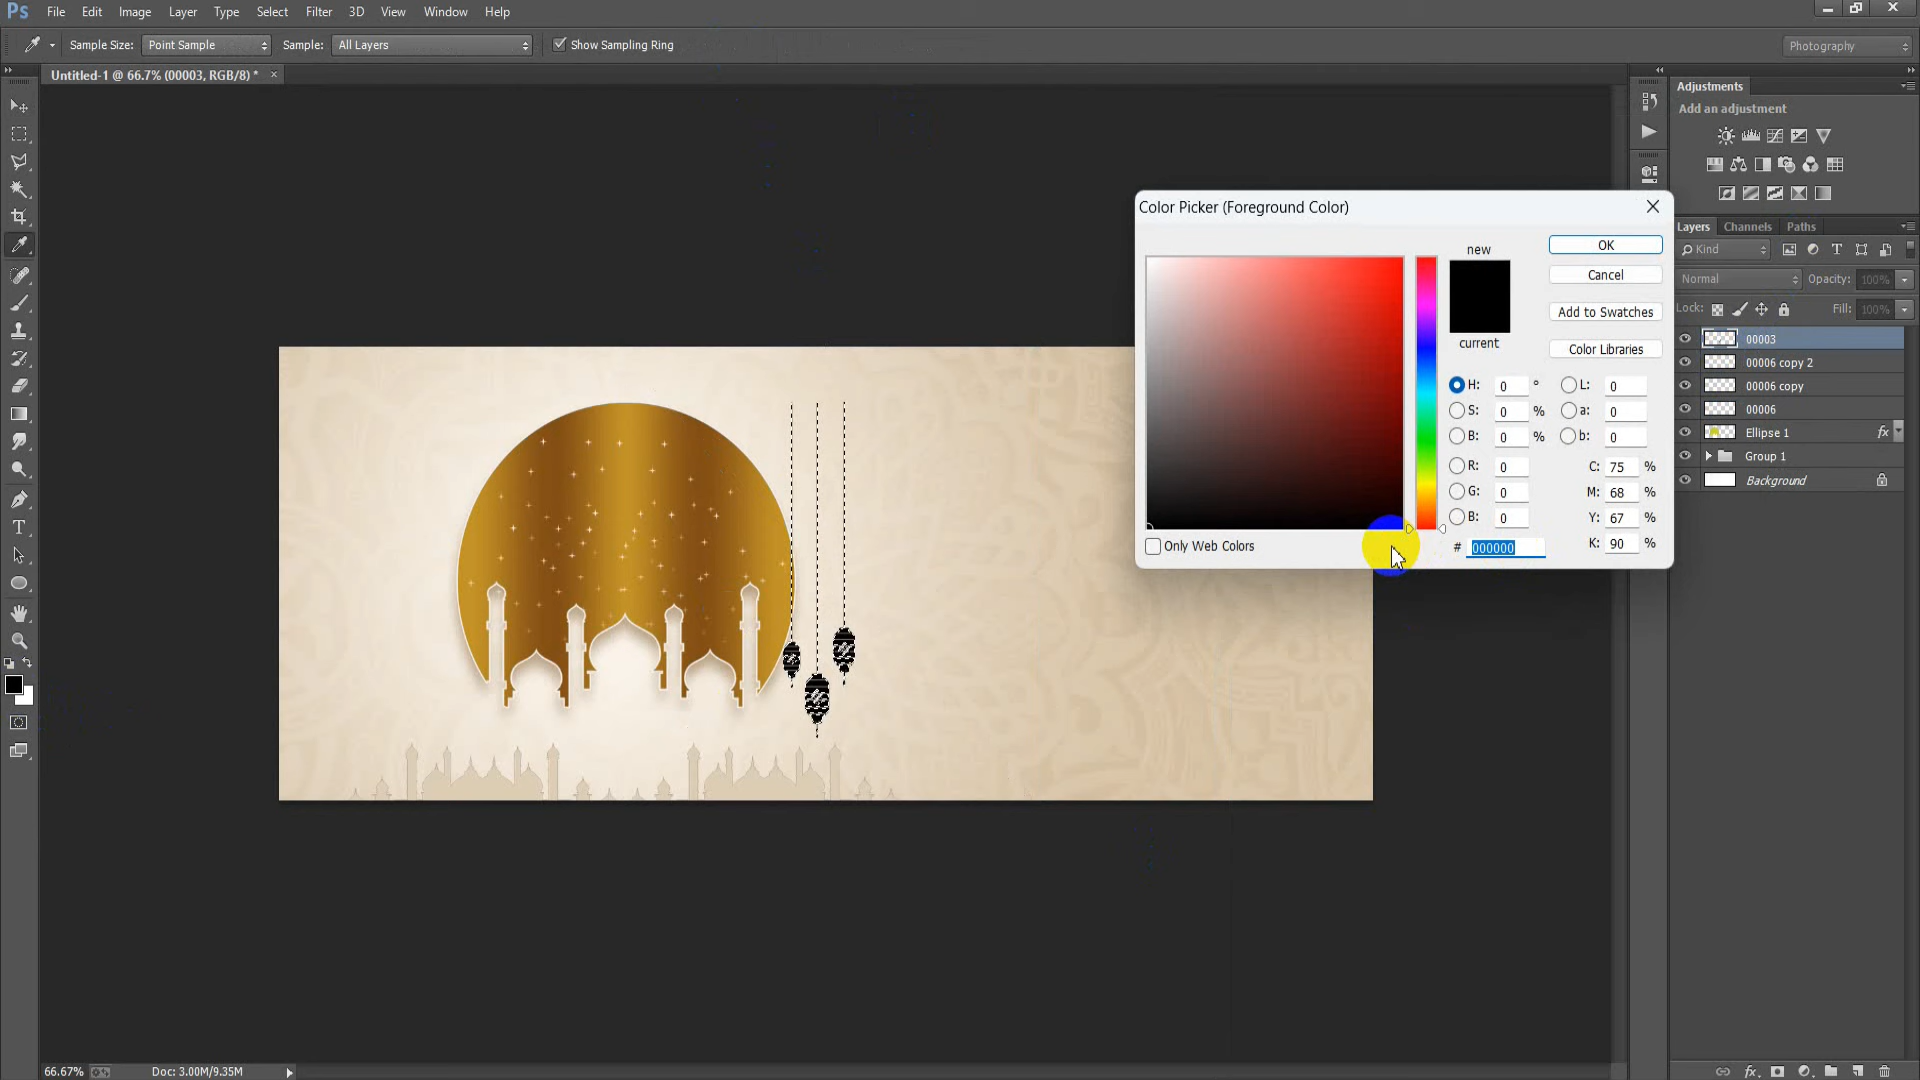 Ps File Edit Image Layer Type Select Filter 3D View Window Help
Sample Size: Point Sample Sample: All Layers Show Sampling Ring Photography
Untitled-1 @ 66.7% (00003, RGB/8) * ×
Adjustments
Add an adjustment
Color Picker (Foreground Color)
new
current
OK
Cancel
Add to Swatches
Color Libraries
H: 0 ° L: 0
S: 0 % a: 0
B: 0 % b: 0
R: 0 C: 75 %
G: 0 M: 68 %
B: 0 Y: 67 %
# 000000 K: 90 %
Only Web Colors
Layers Channels Paths
Kind
Normal Opacity: 100%
Lock: Fill: 100%
00003
00006 copy 2
00006 copy
00006
Ellipse 1 fx
Group 1
Background
66.67% Doc: 3.00M/9.35M
fx